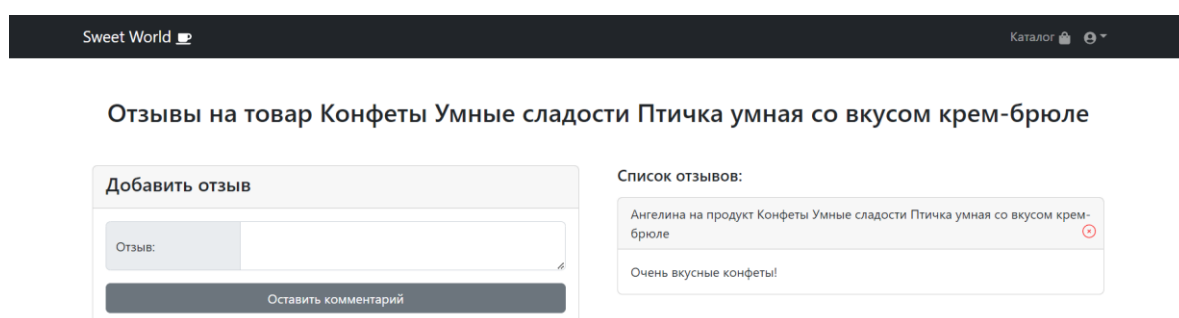 Sweet World
Каталог
Отзывы на товар Конфеты Умные сладости Птичка умная со вкусом крем-брюле
Добавить отзыв
Отзыв:
Оставить комментарий
Список отзывов:
Ангелина на продукт Конфеты Умные сладости Птичка умная со вкусом крем-
брюле
Очень вкусные конфеты!